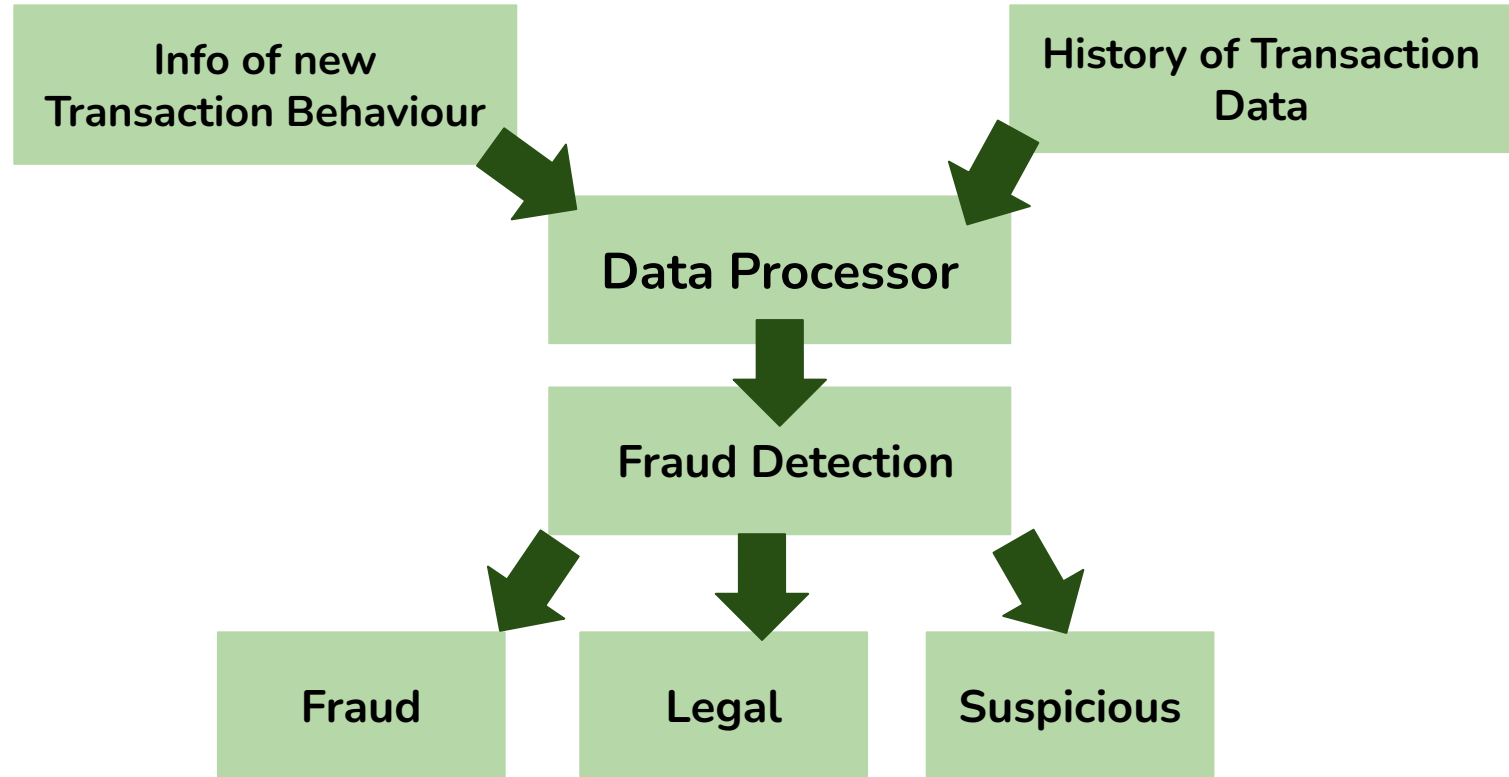 Info of new
Transaction Behaviour
History of Transaction
Data
Data Processor
Fraud Detection
Fraud
Legal
Suspicious